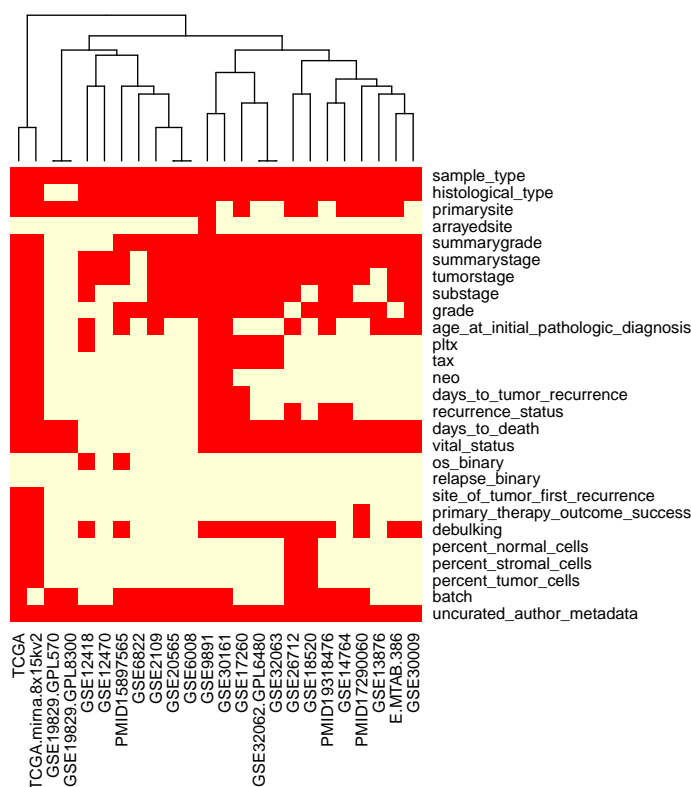 sample_type
histological_type
primarysite
arrayedsite
summarygrade
summarystage
tumorstage
substage
grade
age_at_initial_pathologic_diagnosis
pltx
tax
neo
days_to_tumor_recurrence
recurrence_status
days_to_death
vital_status
os_binary
relapse_binary
site_of_tumor_first_recurrence
primary_therapy_outcome_success
debulking
percent_normal_cells
percent_stromal_cells
percent_tumor_cells
batch
uncurated_author_metadata
TCGA
TCGA.mirna.8x15kv2
GSE19829.GPL570
GSE19829.GPL8300
GSE12418
GSE12470
PMID15897565
GSE6822
GSE2109
GSE20565
GSE6008
GSE9891
GSE30161
GSE17260
GSE32062.GPL6480
GSE32063
GSE26712
GSE18520
PMID19318476
GSE14764
PMID17290060
GSE13876
E.MTAB.386
GSE30009